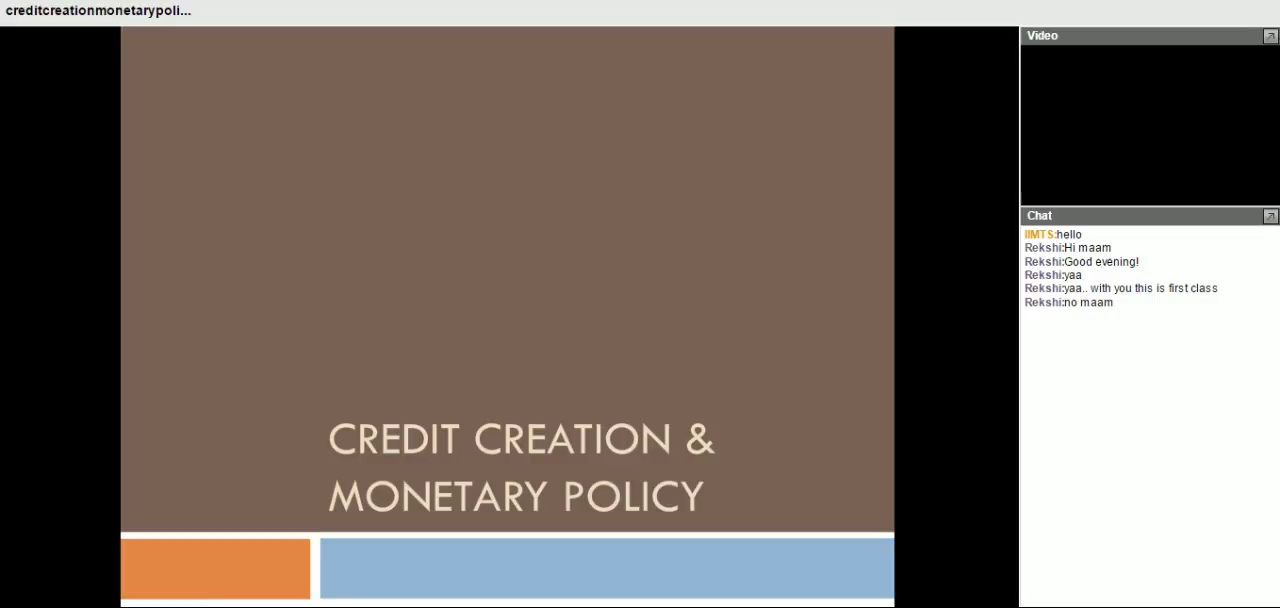 creditcreationmonetarypoli...
CREDIT CREATION &
MONETARY POLICY
Video
Chat
IIMTS:hello
Rekshi:Hi maam
Rekshi:Good evening!
Rekshi:yaa
Rekshi:yaa.. with you this is first class
Rekshi:no maam